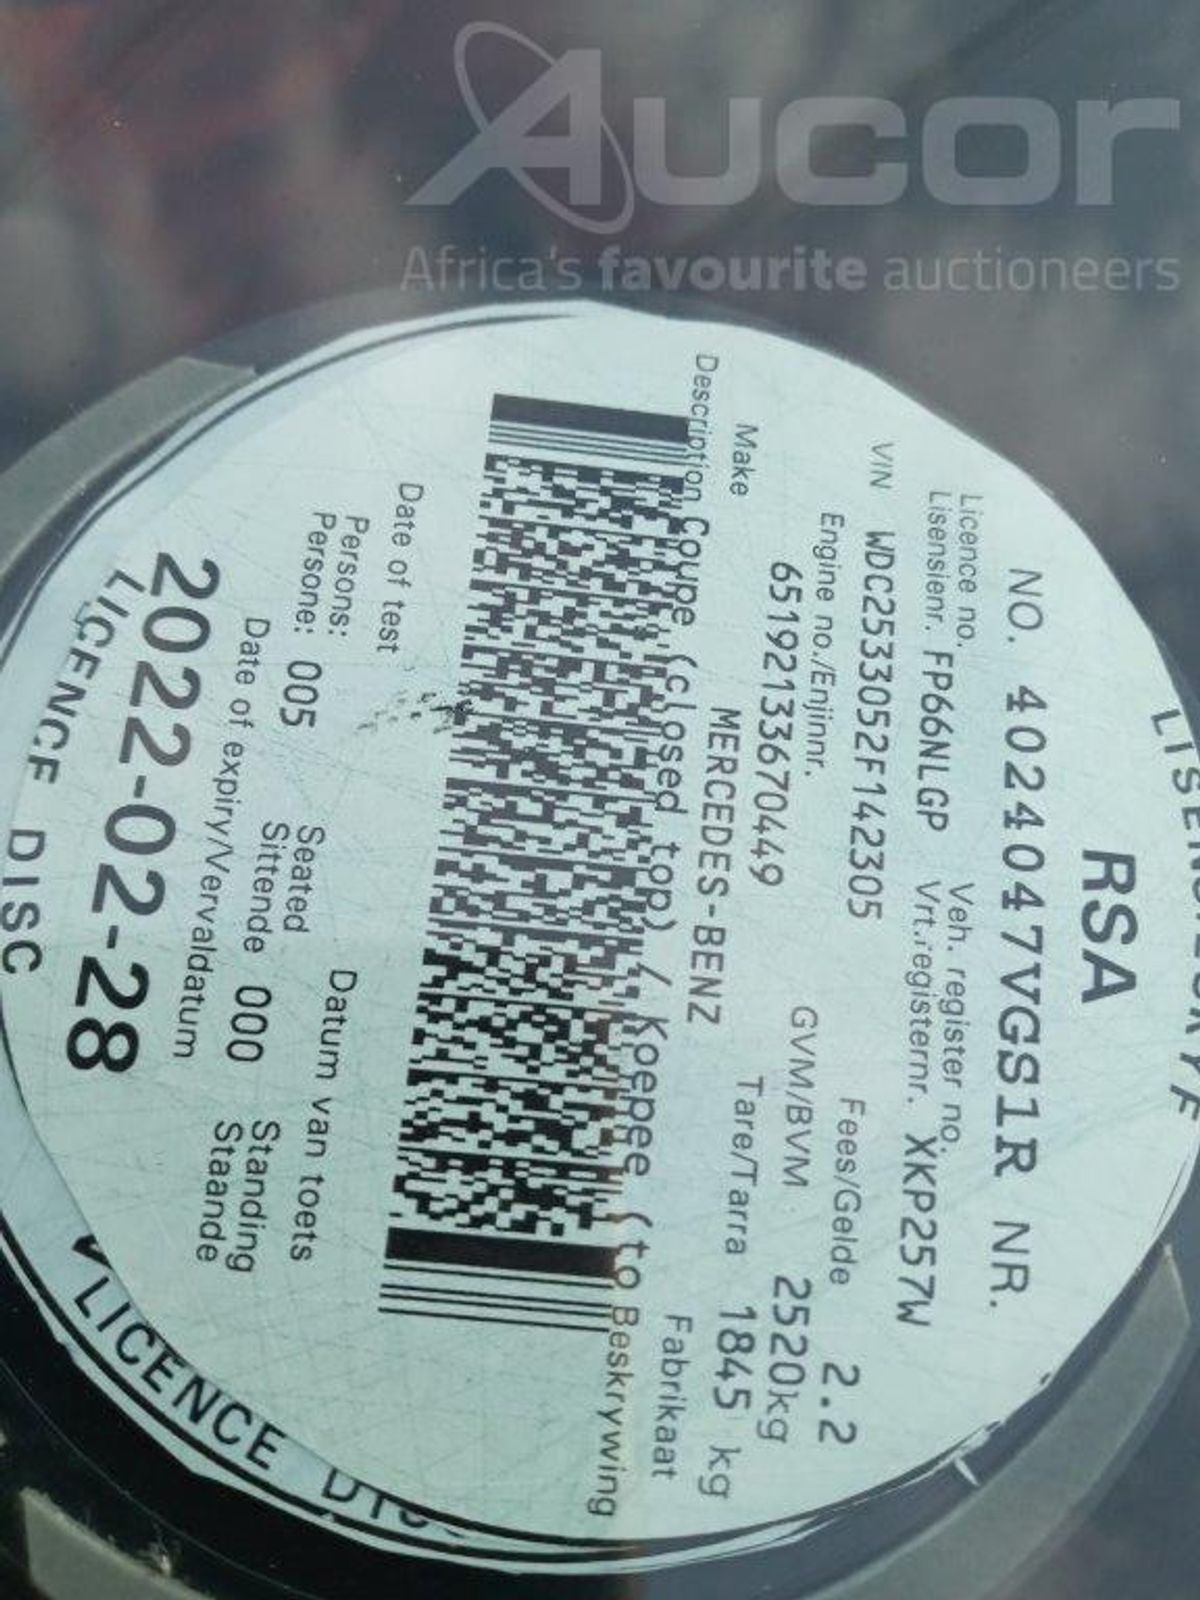 Aucor
Africa's favourite auctioneers
RSA
NO. 4024047VGS1R NR.
Licence no.
Lisensienr. FP66NLGP
Veh. register no.
Vrt.registernr. XKP257W
VIN WDC2533052F142305
Fees/Gelde 2.2
Engine no./Enjinnr.
65192133670449
GVM/BVM 2520kg
Make MERCEDES-BENZ
Tare/Tarra 1845 kg
Fabrikaat
Description Coupe (closed top) / Koepee (to Beskrywing
Date of test
Datum van toets
Persons:
Persone: 005
Seated
Sittende 000
Standing
Staande
Date of expiry/Vervaldatum
2022-02-28
LICENCE DISC
LICENCE